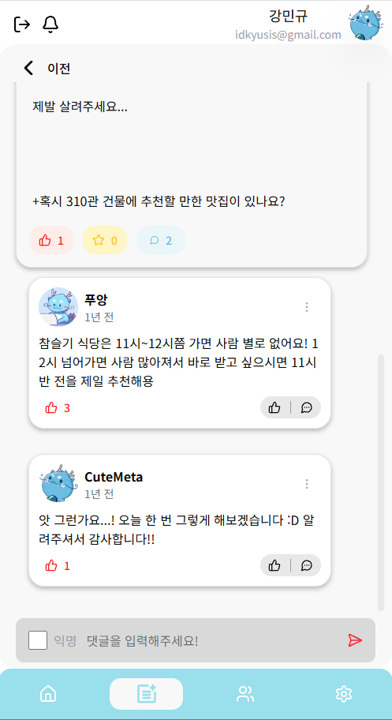 강민규
idkyusis@gmail.com
이전
제발 살려주세요...
+혹시 310관 건물에 추천할 만한 맛집이 있나요?
1 0 2
푸앙
1년 전
참슬기 식당은 11시~12시쯤 가면 사람 별로 없어요! 1
2시 넘어가면 사람 많아져서 바로 받고 싶으시면 11시
반 전을 제일 추천해용
3
CuteMeta
1년 전
앗 그런가요...! 오늘 한 번 그렇게 해보겠습니다 :D 알
려주셔서 감사합니다!!
1
익명 댓글을 입력해주세요!